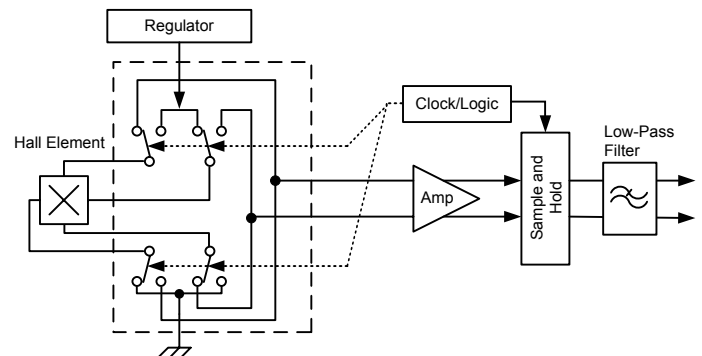 Regulator
Clock/Logic
Hall Element
Low-Pass
Filter
Amp
Sample and
Hold